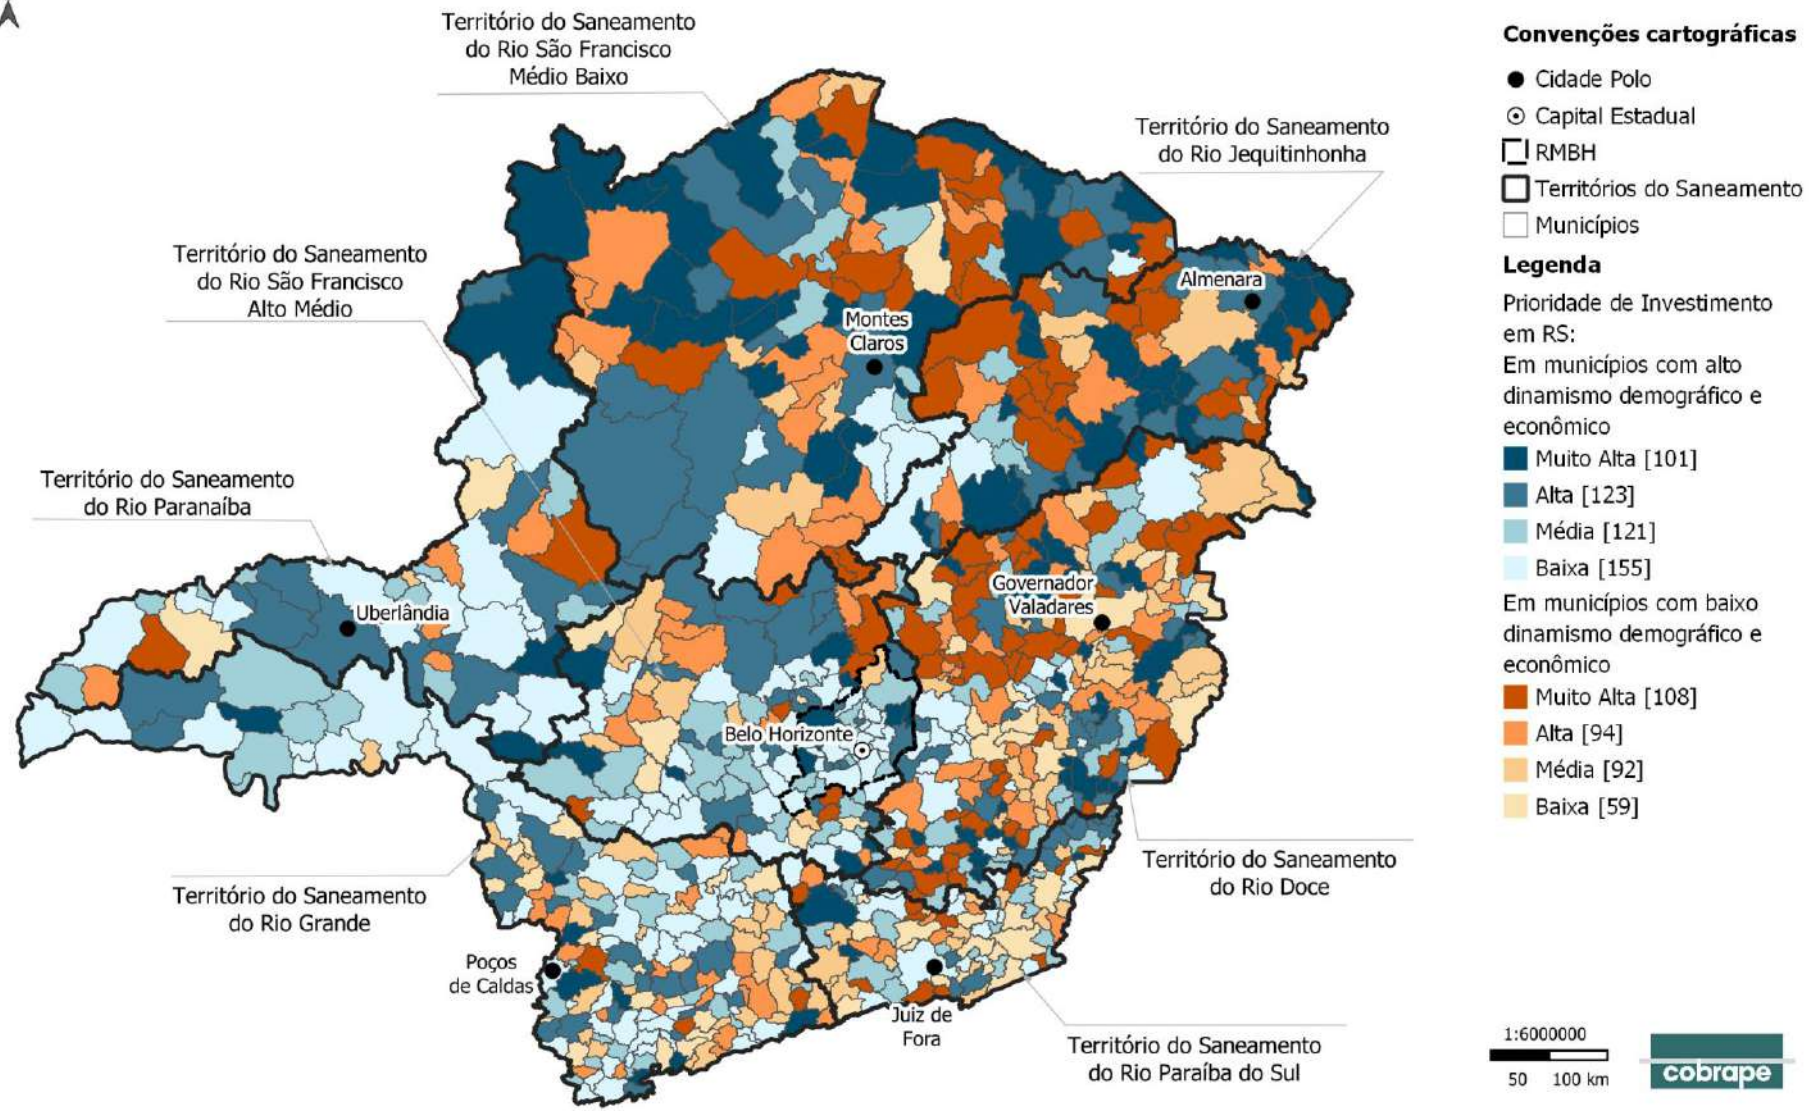 Território do Saneamento
do Rio São Francisco
Médio Baixo
Território do Saneamento
do Rio Jequitinhonha
Território do Saneamento
do Rio São Francisco
Alto Médio
Território do Saneamento
do Rio Paranaíba
Almenara
Montes
Claros
Governador
Valadares
Uberlândia
Belo Horizonte
Território do Saneamento
do Rio Grande
Poços
de Caldas
Juiz de
Fora
Território do Saneamento
do Rio Doce
Território do Saneamento
do Rio Paraíba do Sul
Convenções cartográficas
Cidade Polo
Capital Estadual
RMBH
Territórios do Saneamento
Municípios
Legenda
Prioridade de Investimento
em RS:
Em municípios com alto
dinamismo demográfico e
econômico
Muito Alta [101]
Alta [123]
Média [121]
Baixa [155]
Em municípios com baixo
dinamismo demográfico e
econômico
Muito Alta [108]
Alta [94]
Média [92]
Baixa [59]
1:6000000
50 100 km
cobrape